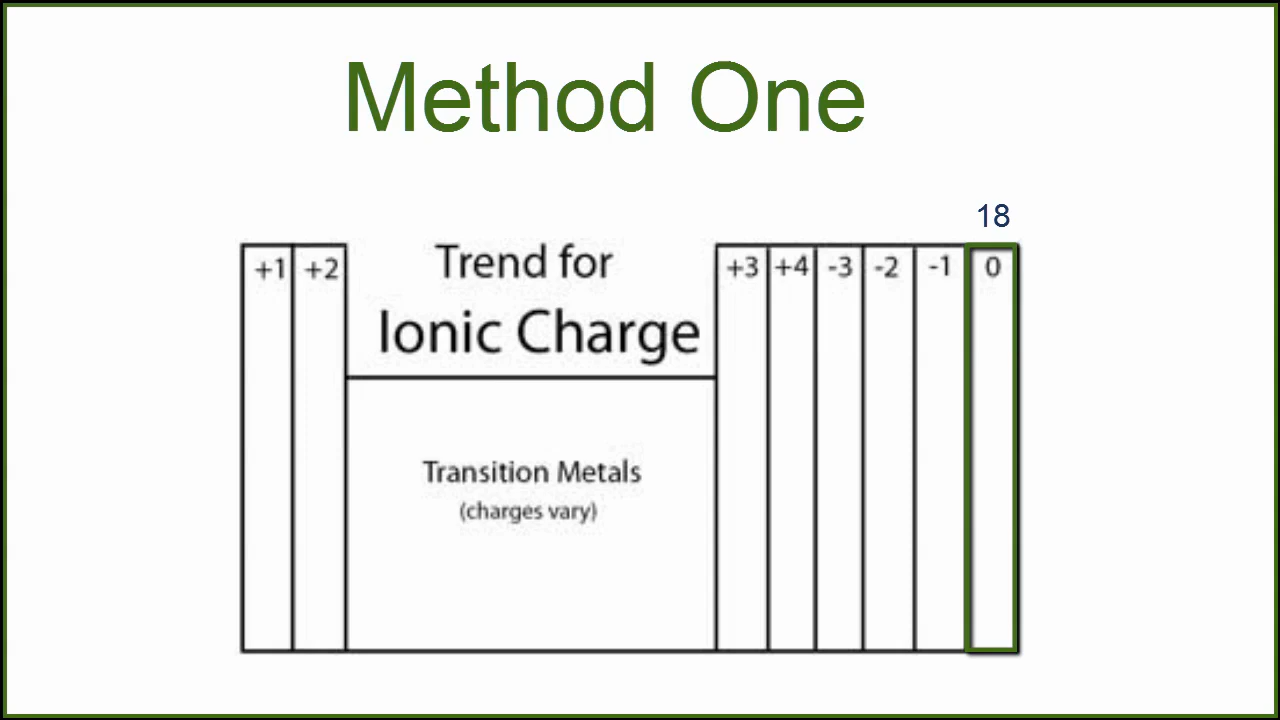 Method One
18
+1 +2 Trend for +3 +4 -3 -2 -1 0
Ionic Charge
Transition Metals
(charges vary)